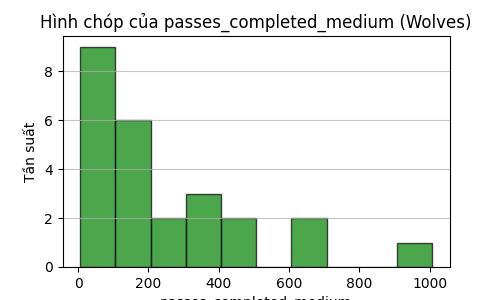 Hình chóp của passes_completed_medium (Wolves)
Tần suất
8
6
4
2
0
0 200 400 600 800 1000
passes_completed_medium